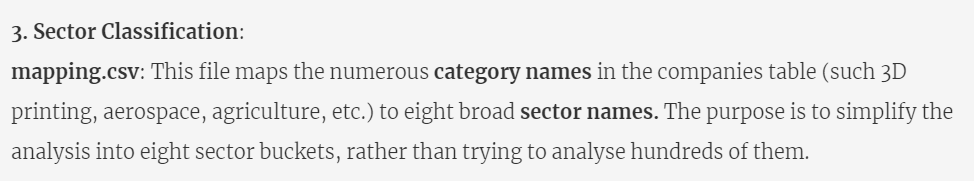 3. Sector Classification:
mapping.csv: This file maps the numerous category names in the companies table (such 3D
printing, aerospace, agriculture, etc.) to eight broad sector names. The purpose is to simplify the
analysis into eight sector buckets, rather than trying to analyse hundreds of them.